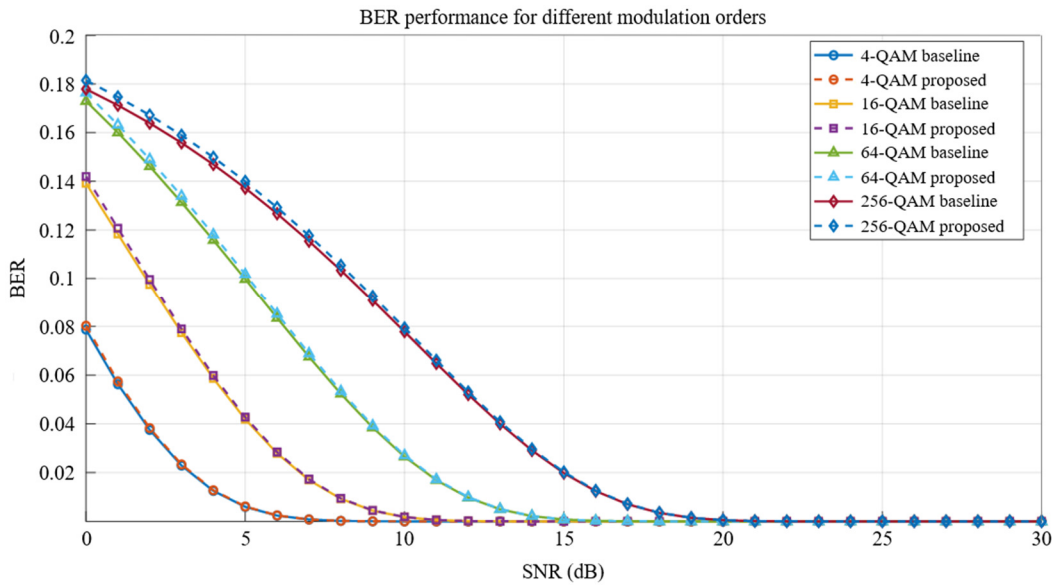 BER performance for different modulation orders
0.2
0.18
0.16
0.14
0.12
0.1
0.08
0.06
0.04
0.02
BER
0 5 10 15 20 25 30
SNR (dB)
4-QAM baseline
4-QAM proposed
16-QAM baseline
16-QAM proposed
64-QAM baseline
64-QAM proposed
256-QAM baseline
256-QAM proposed